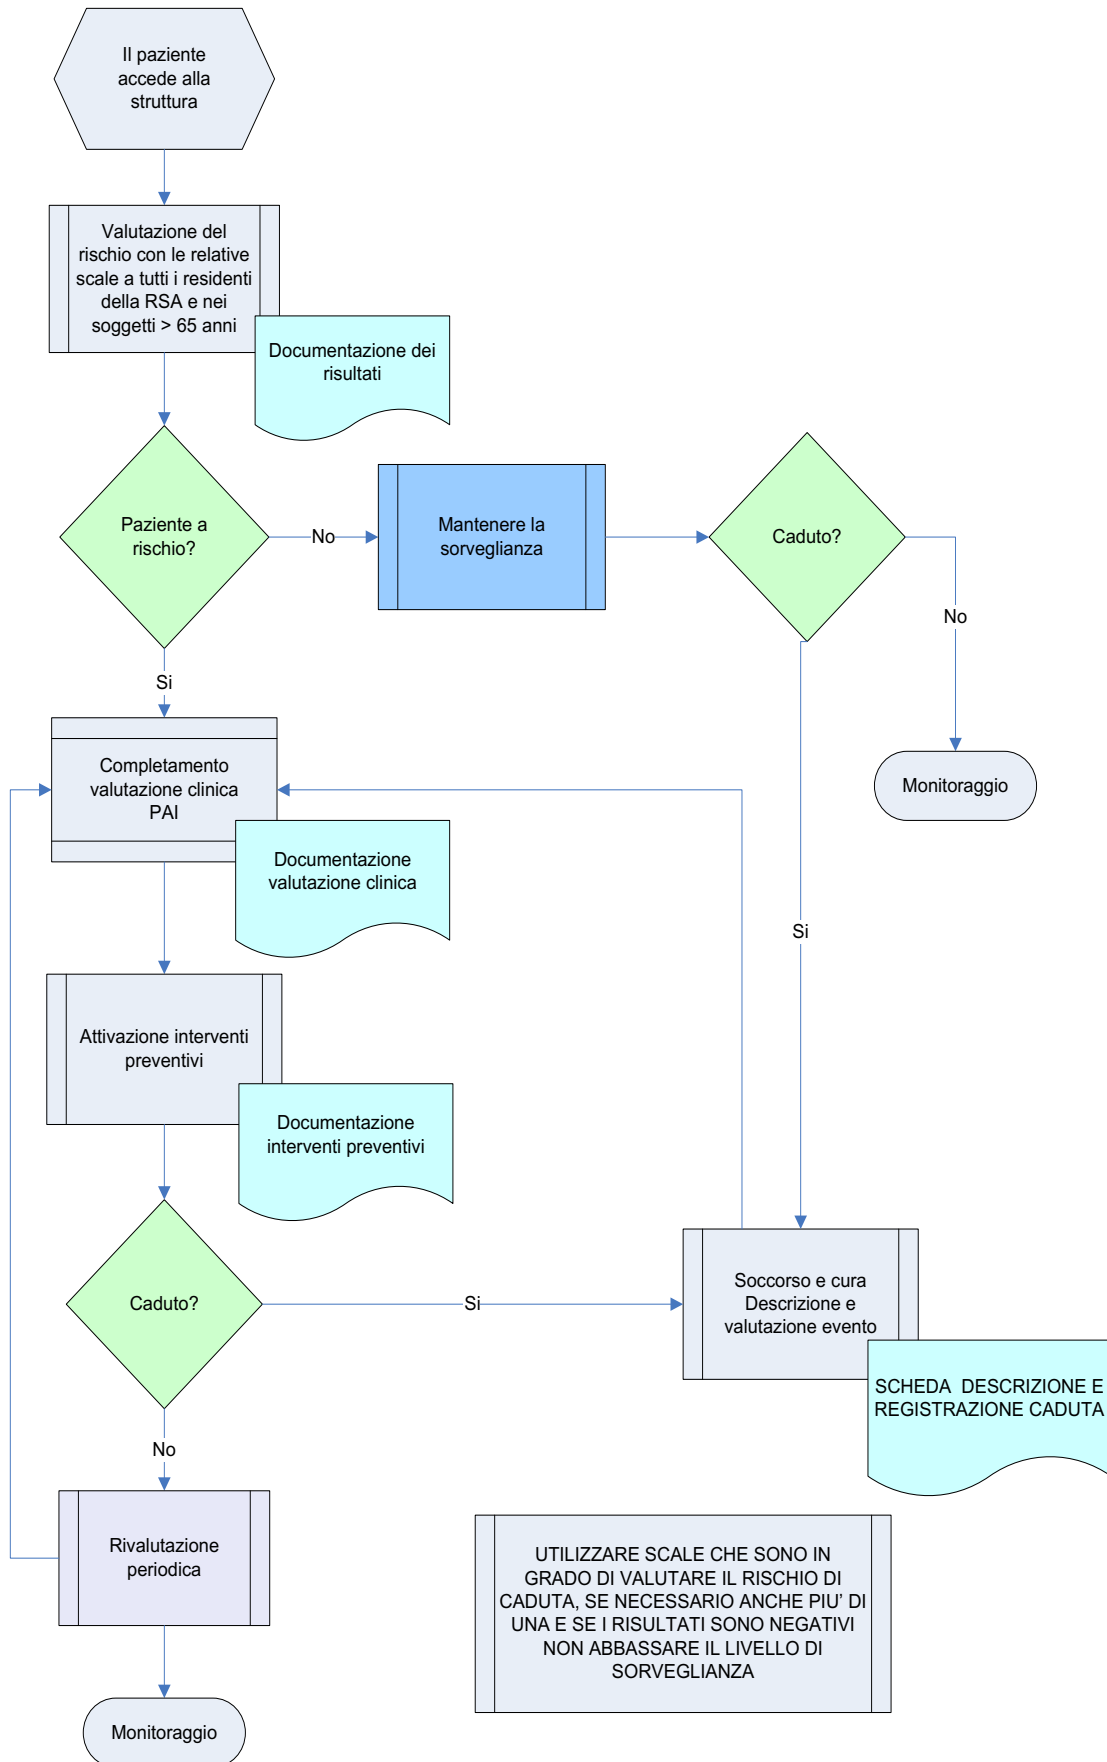 Il paziente
accede alla
struttura
Valutazione del
rischio con le relative
scale a tutti i residenti
della RSA e nei
soggetti > 65 anni
Documentazione dei
risultati
Paziente a
rischio?
No
Mantenere la
sorveglianza
Caduto?
No
Monitoraggio
Si
Si
Completamento
valutazione clinica
PAI
Documentazione
valutazione clinica
Attivazione interventi
preventivi
Documentazione
interventi preventivi
Caduto?
Si
Soccorso e cura
Descrizione e
valutazione evento
SCHEDA DESCRIZIONE E
REGISTRAZIONE CADUTA
No
Rivalutazione
periodica
Monitoraggio
UTILIZZARE SCALE CHE SONO IN
GRADO DI VALUTARE IL RISCHIO DI
CADUTA, SE NECESSARIO ANCHE PIU’ DI
UNA E SE I RISULTATI SONO NEGATIVI
NON ABBASSARE IL LIVELLO DI
SORVEGLIANZA